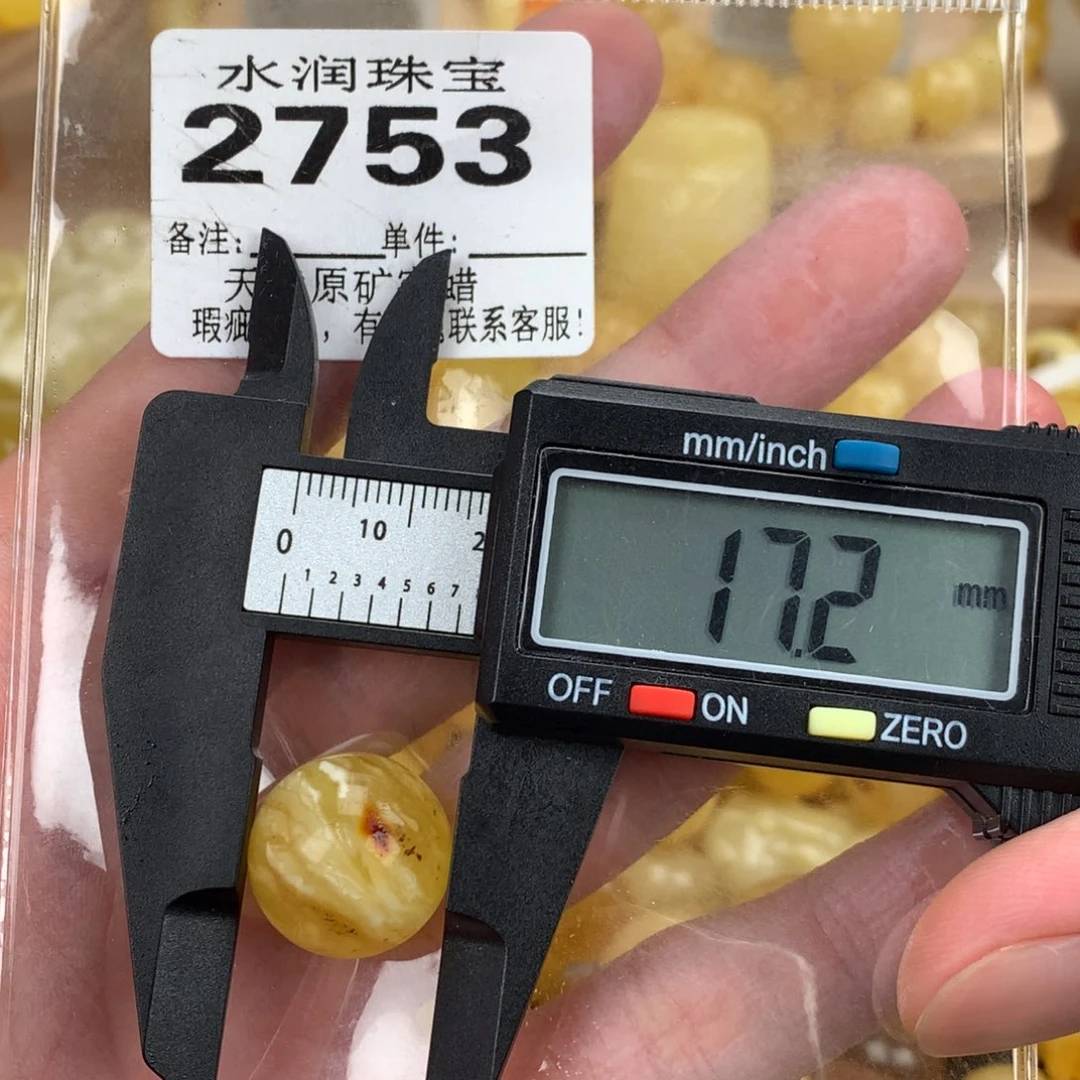 水润珠宝
2753
备注: 单件:
天 原矿 蜡
瑕疵 , 有 联系客服!
mm/inch
0 10 2
1 2 3 4 5 6 7
17.2 mm
OFF ON ZERO